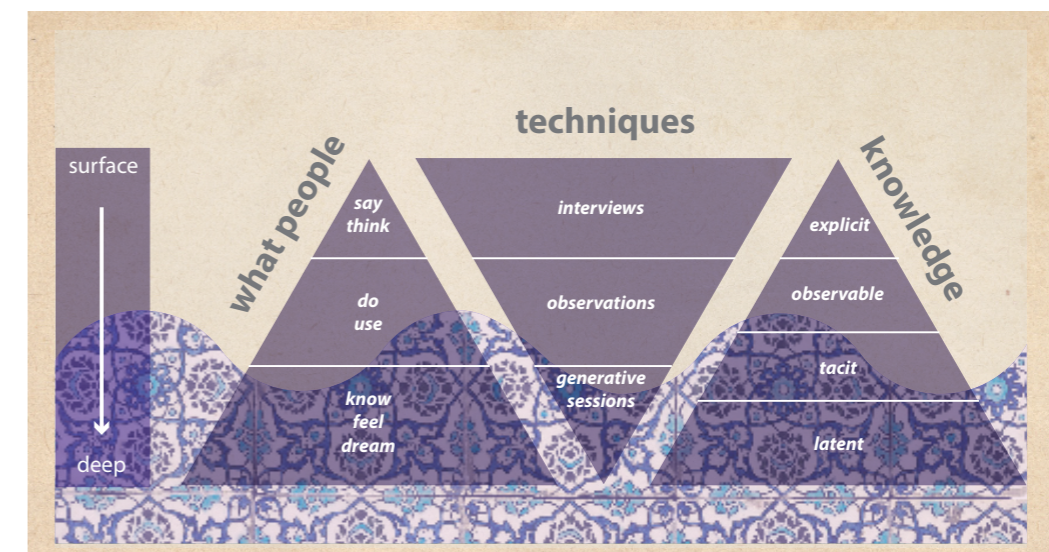 techniques
what people
knowledge
surface
deep
say
think
do
use
know
feel
dream
interviews
observations
generative
sessions
explicit
observable
tacit
latent